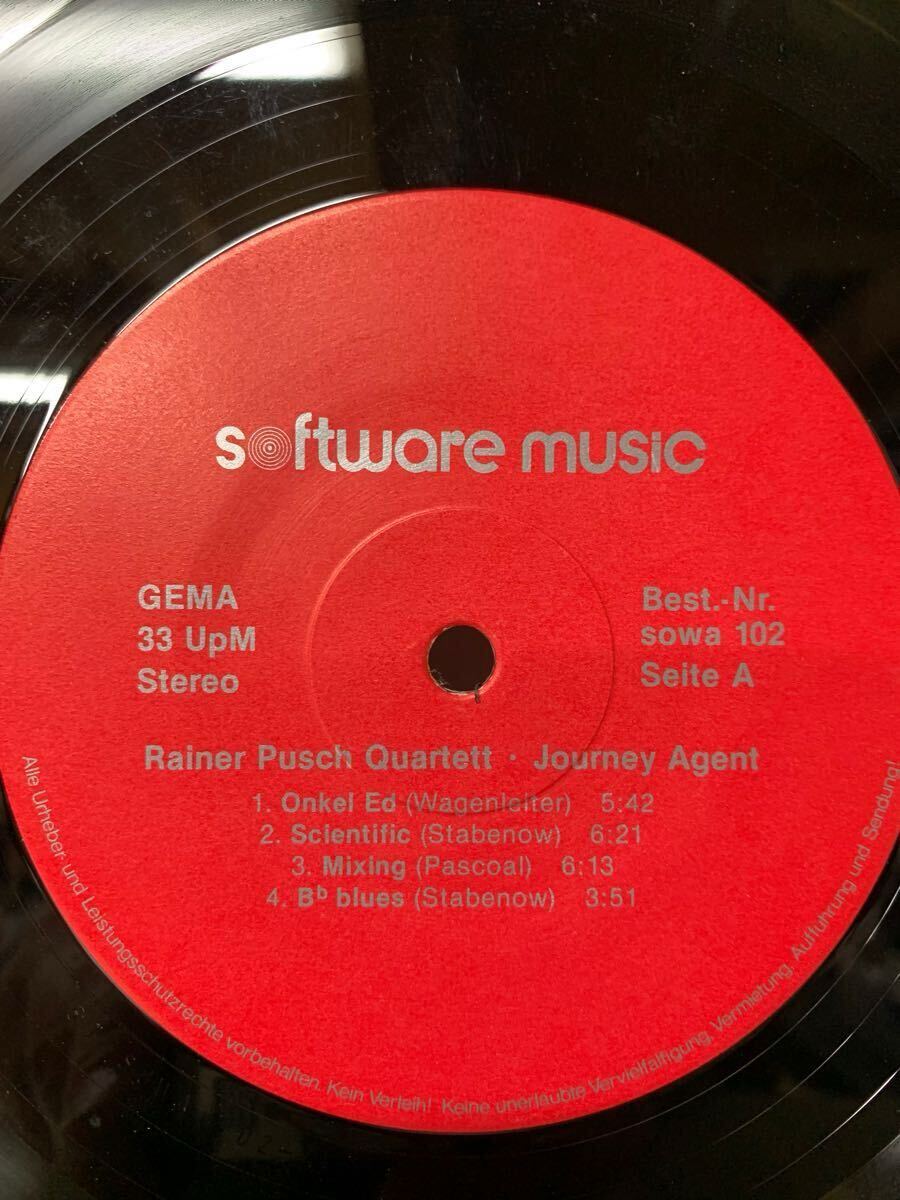 software music
GEMA
33 UpM
Stereo
Best.-Nr.
sowa 102
Seite A
Rainer Pusch Quartett · Journey Agent
1. Onkel Ed (Wagenleiter) 5:42
2. Scientific (Stabenow) 6:21
3. Mixing (Pascoal) 6:13
4. B♭ blues (Stabenow) 3:51
Alle Urheber- und Leistungsschutzrechte vorbehalten. Kein Verleih! Keine unerlaubte Vervielfältigung, Vermietung, Aufführung und Sendung!